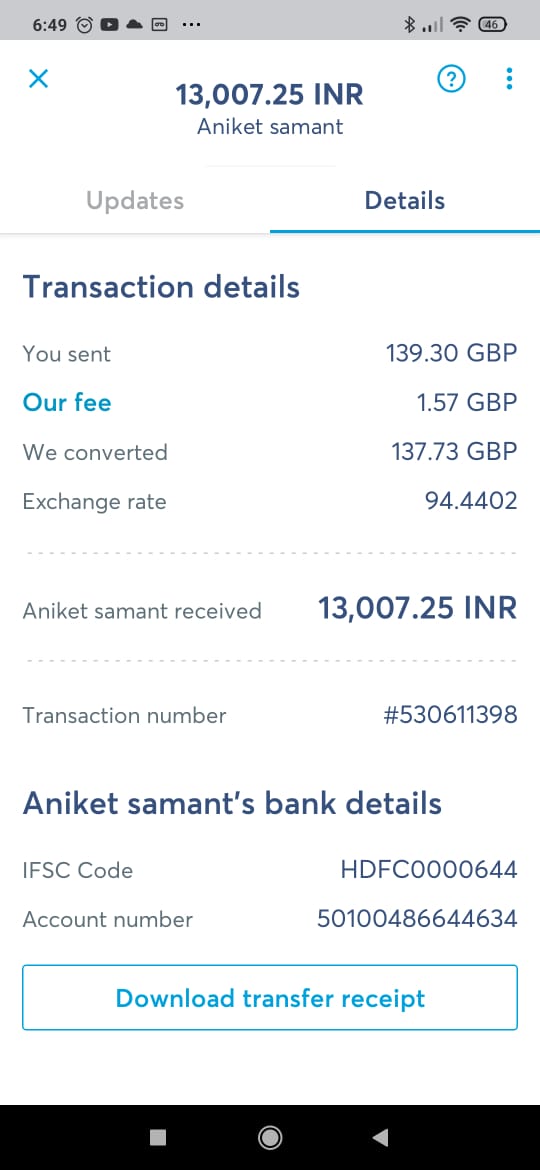 6:49
46
13,007.25 INR
Aniket samant
Updates Details
Transaction details
You sent 139.30 GBP
Our fee 1.57 GBP
We converted 137.73 GBP
Exchange rate 94.4402
Aniket samant received 13,007.25 INR
Transaction number #530611398
Aniket samant's bank details
IFSC Code HDFC0000644
Account number 50100486644634
Download transfer receipt